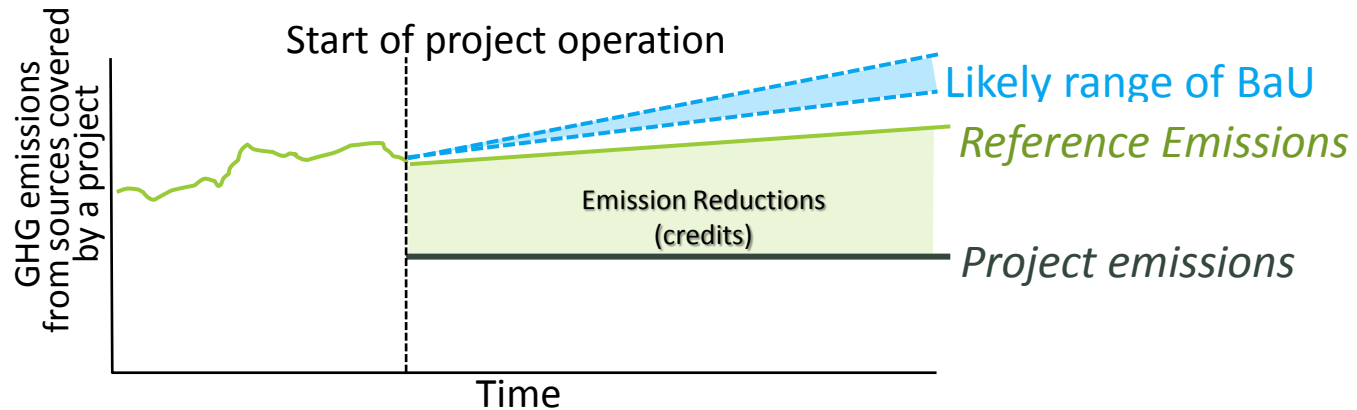 Start of project operation
GHG emissions
from sources covered
by a project
Likely range of BaU
Reference Emissions
Emission Reductions
(credits)
Project emissions
Time